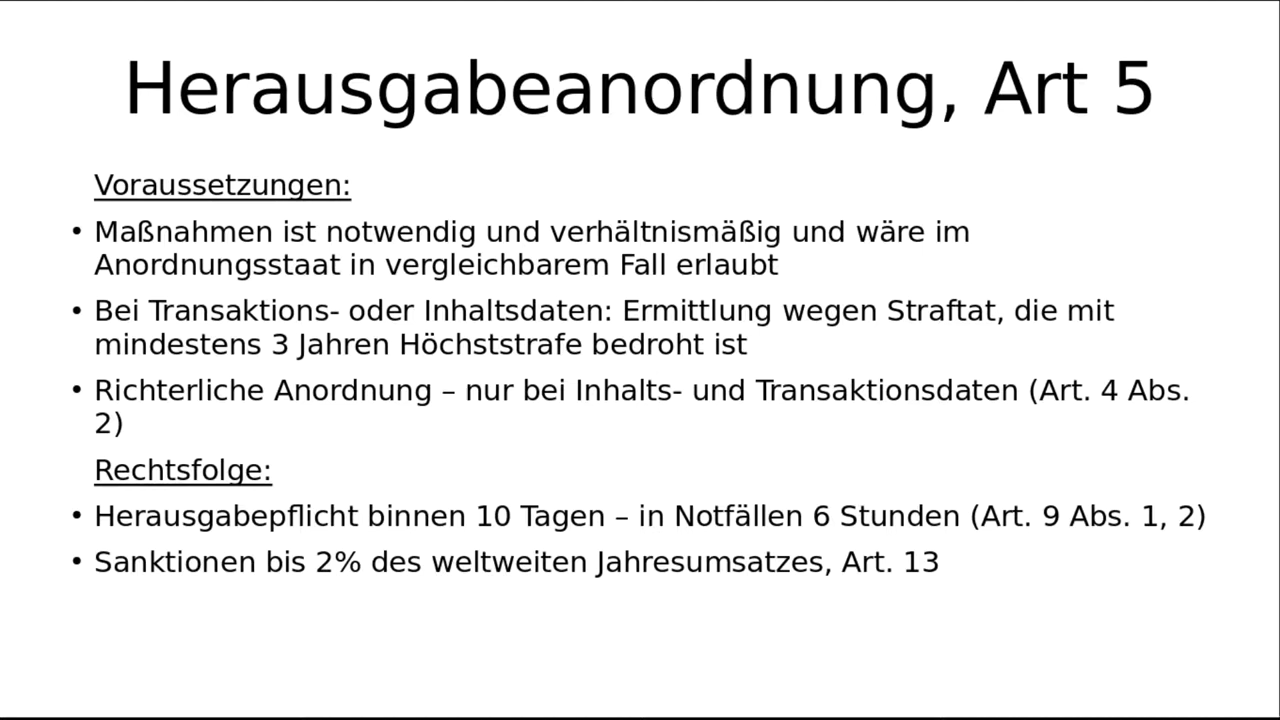 Herausgabeanordnung, Art 5
Voraussetzungen:
• Maßnahmen ist notwendig und verhältnismäßig und wäre im
Anordnungsstaat in vergleichbarem Fall erlaubt
• Bei Transaktions- oder Inhaltsdaten: Ermittlung wegen Straftat, die mit
mindestens 3 Jahren Höchststrafe bedroht ist
• Richterliche Anordnung – nur bei Inhalts- und Transaktionsdaten (Art. 4 Abs.
2)
Rechtsfolge:
• Herausgabepflicht binnen 10 Tagen – in Notfällen 6 Stunden (Art. 9 Abs. 1, 2)
• Sanktionen bis 2% des weltweiten Jahresumsatzes, Art. 13